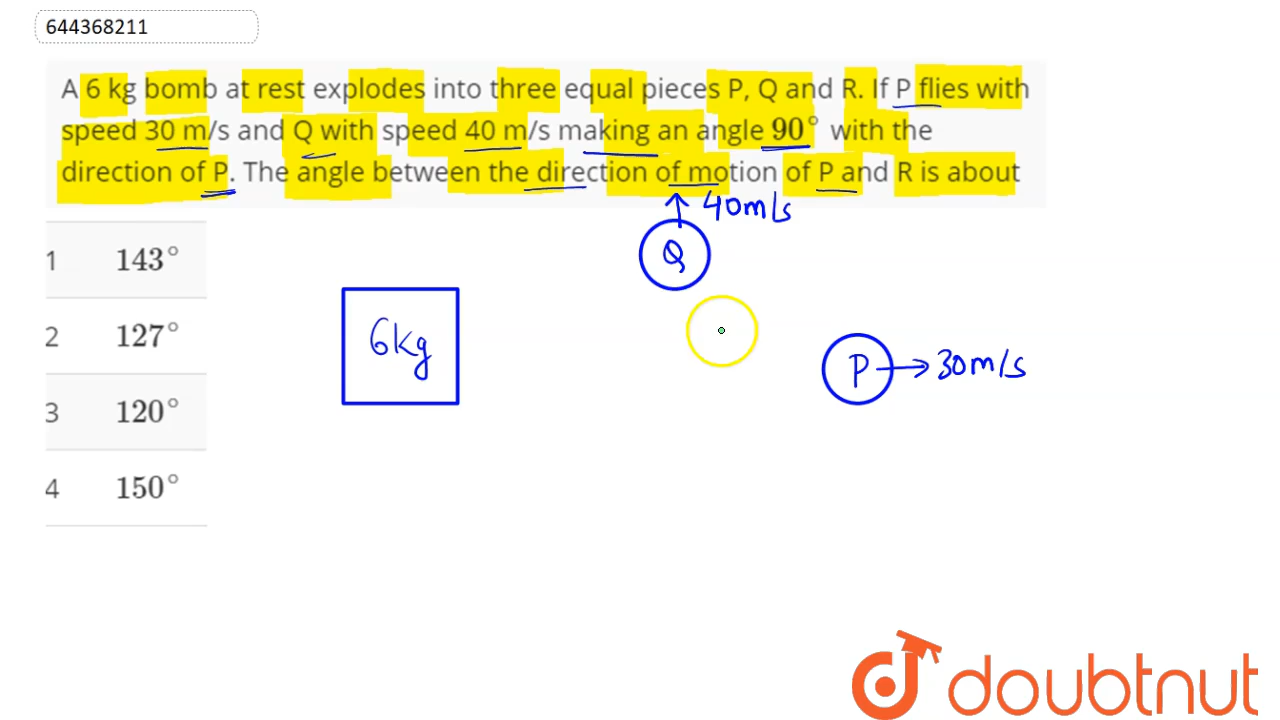 644368211
A 6 kg bomb at rest explodes into three equal pieces P, Q and R. If P flies with
speed 30 m/s and Q with speed 40 m/s making an angle 90° with the
direction of P. The angle between the direction of motion of P and R is about
40m/s
Q
1 143°
6kg
2 127°
P 30m/s
3 120°
4 150°
doubtnut